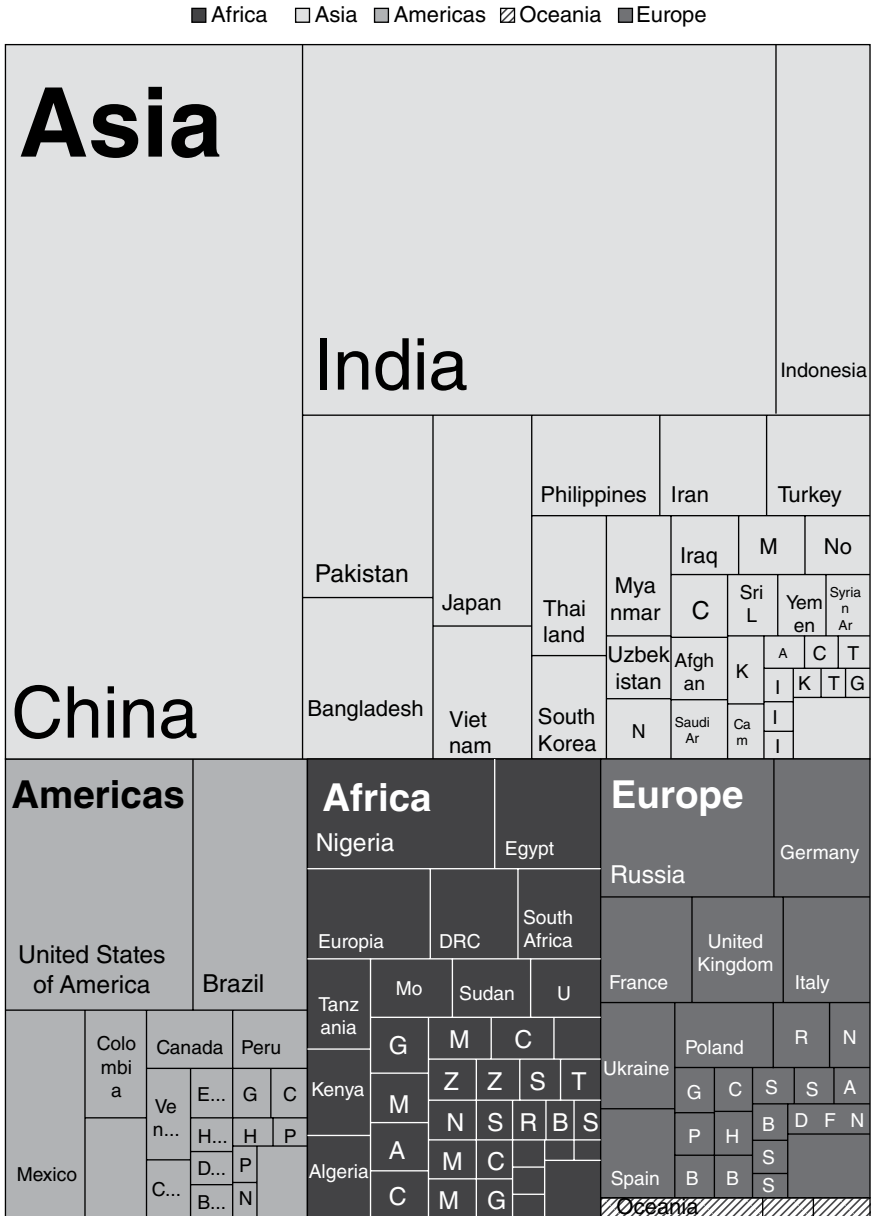 Africa Asia Americas Oceania Europe
Asia
China
India
Indonesia
Pakistan
Bangladesh
Japan
Viet
nam
Philippines
Iran
Turkey
Thai
land
South
Korea
Mya
nmar
Uzbek
istan
N
Iraq
M
No
C
Sri
L
Yem
en
Syria
n
Ar
Afgh
an
Saudi
Ar
K
Ca
m
A
C
T
I
K
T
G
I
I
Americas
United States
of America
Brazil
Mexico
Colo
mbi
a
Canada
Peru
Ve
n...
C...
E...
G
C
H...
H
P
D...
P
B...
N
Africa
Nigeria
Egypt
Europia
DRC
South
Africa
Tanz
ania
Kenya
Algeria
Mo
Sudan
U
G
M
C
M
Z
Z
S
T
A
N
S
R
B
S
M
C
C
M
G
Europe
Russia
Germany
France
United
Kingdom
Italy
Ukraine
Spain
Poland
R
N
G
C
S
S
A
P
H
B
D
F
N
S
B
B
S
Oceania